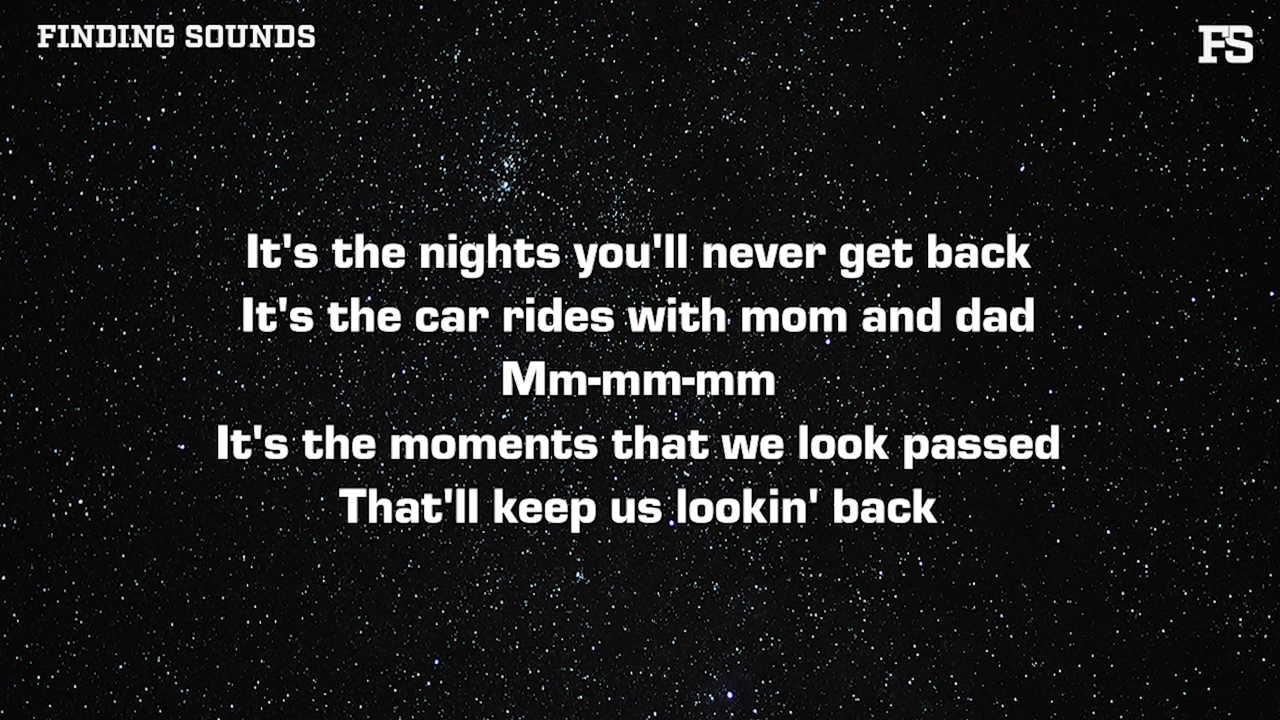 FINDING SOUNDS
FS
It's the nights you'll never get back
It's the car rides with mom and dad
Mm-mm-mm
It's the moments that we look passed
That'll keep us lookin' back